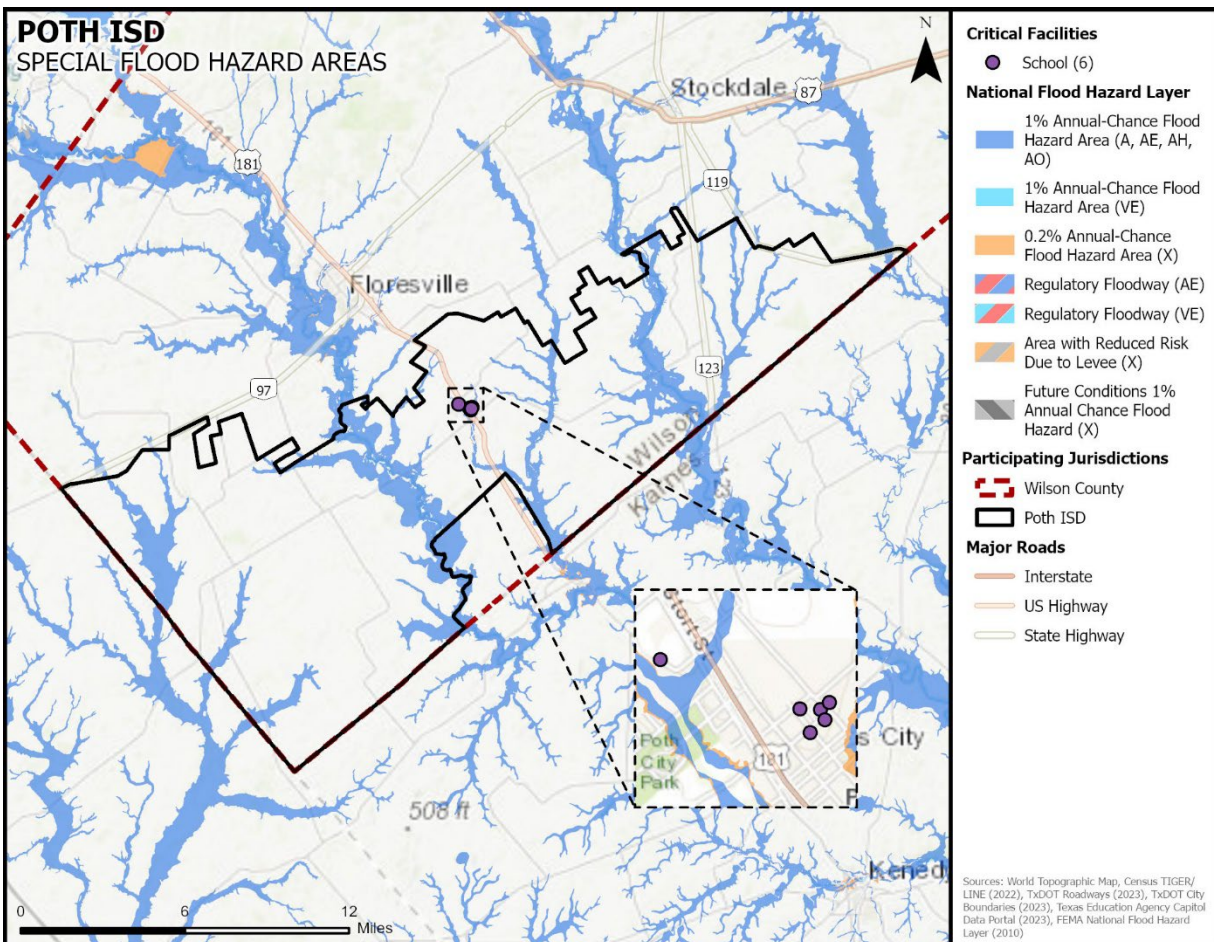 POTH ISD
SPECIAL FLOOD HAZARD AREAS
N
Stockdale
87
181
181
119
Floresville
97
123
Wilson
Karnes
123
Stort St
Poth
City
Park
181
s City
F
508 ft
Kenedy
0
6
12
Miles
Critical Facilities
School (6)
National Flood Hazard Layer
1% Annual-Chance Flood
Hazard Area (A, AE, AH,
AO)
1% Annual-Chance Flood
Hazard Area (VE)
0.2% Annual-Chance
Flood Hazard Area (X)
Regulatory Floodway (AE)
Regulatory Floodway (VE)
Area with Reduced Risk
Due to Levee (X)
Future Conditions 1%
Annual Chance Flood
Hazard (X)
Participating Jurisdictions
Wilson County
Poth ISD
Major Roads
Interstate
US Highway
State Highway
Sources: World Topographic Map, Census TIGER/
LINE (2022), TxDOT Roadways (2023), TxDOT City
Boundaries (2023), Texas Education Agency Capitol
Data Portal (2023), FEMA National Flood Hazard
Layer (2010)